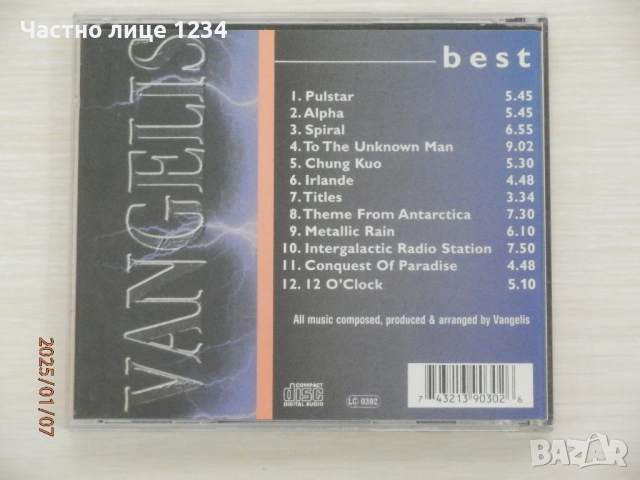 Частно лице 1234
VANGELIS
best
1. Pulstar 5.45
2. Alpha 5.45
3. Spiral 6.55
4. To The Unknown Man 9.02
5. Chung Kuo 5.30
6. Irlande 4.48
7. Titles 3.34
8. Theme From Antarctica 7.30
9. Metallic Rain 6.10
10. Intergalactic Radio Station 7.50
11. Conquest Of Paradise 4.48
12. 12 O'Clock 5.10
All music composed, produced & arranged by Vangelis
COMPACT
disc
DIGITAL AUDIO
LC 0392
7 43213 90302 6
2025/01/07
BAZAR